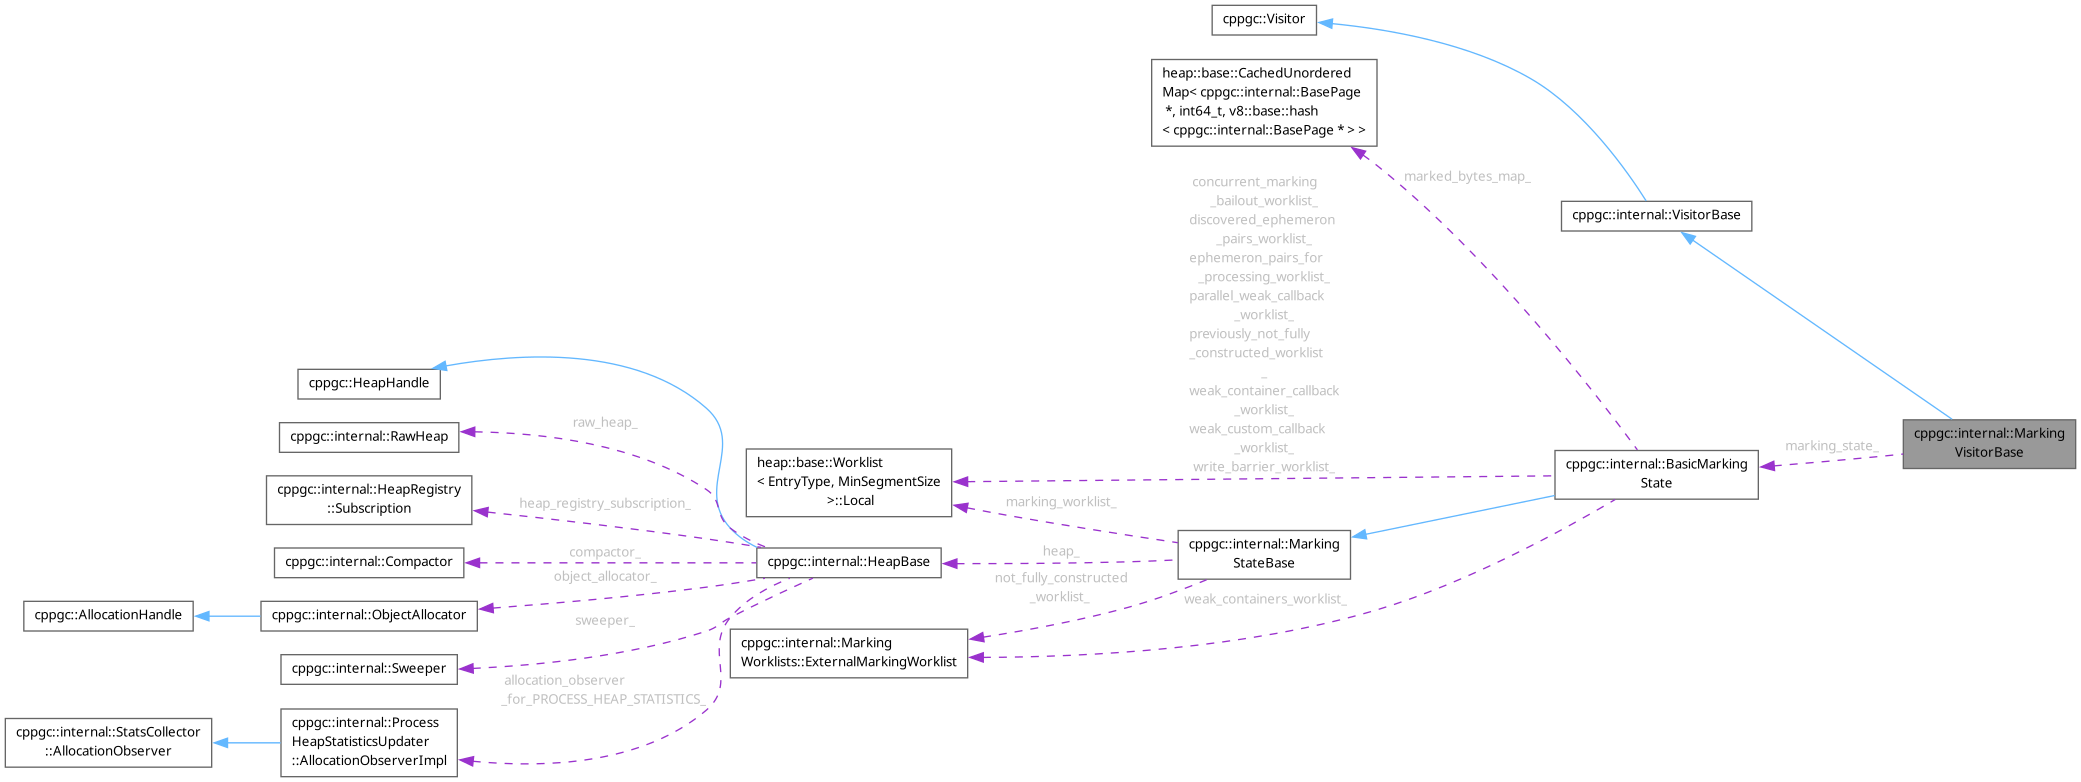 cppgc::Visitor
heap::base::CachedUnordered
Map< cppgc::internal::BasePage
*, int64_t, v8::base::hash
< cppgc::internal::BasePage * > >
marked_bytes_map_
concurrent_marking
_bailout_worklist_
discovered_ephemeron
_pairs_worklist_
ephemeron_pairs_for
_processing_worklist_
parallel_weak_callback
_worklist_
previously_not_fully
_constructed_worklist
_
weak_container_callback
_worklist_
weak_custom_callback
_worklist_
write_barrier_worklist_
cppgc::internal::VisitorBase
cppgc::HeapHandle
raw_heap_
cppgc::internal::RawHeap
cppgc::internal::Marking
VisitorBase
marking_state_
heap::base::Worklist
< EntryType, MinSegmentSize
>::Local
cppgc::internal::BasicMarking
State
cppgc::internal::HeapRegistry
::Subscription
heap_registry_subscription_
marking_worklist_
cppgc::internal::Compactor
compactor_
cppgc::internal::HeapBase
heap_
cppgc::internal::Marking
StateBase
object_allocator_
not_fully_constructed
_worklist_
weak_containers_worklist_
cppgc::AllocationHandle
cppgc::internal::ObjectAllocator
sweeper_
cppgc::internal::Marking
Worklists::ExternalMarkingWorklist
cppgc::internal::Sweeper
allocation_observer
_for_PROCESS_HEAP_STATISTICS_
cppgc::internal::StatsCollector
::AllocationObserver
cppgc::internal::Process
HeapStatisticsUpdater
::AllocationObserverImpl